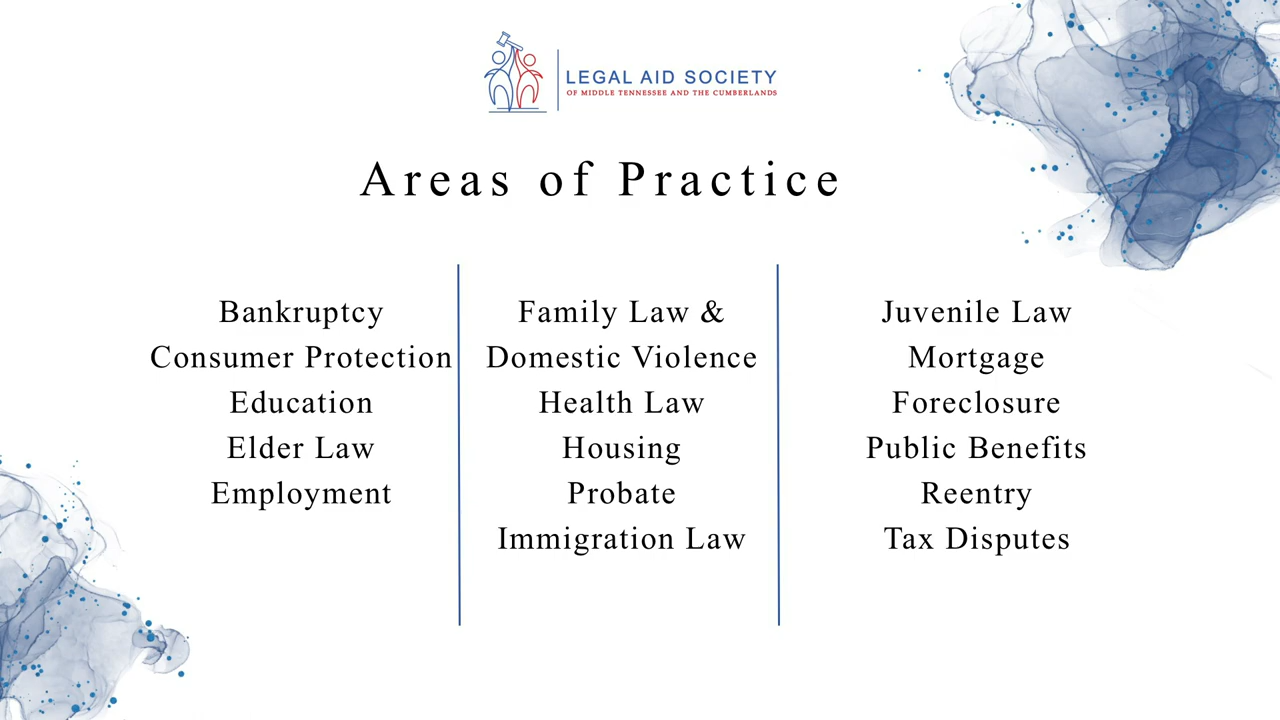 LEGAL AID SOCIETY
OF MIDDLE TENNESSEE AND THE CUMBERLANDS
Areas of Practice
Bankruptcy
Consumer Protection
Education
Elder Law
Employment
Family Law &
Domestic Violence
Health Law
Housing
Probate
Immigration Law
Juvenile Law
Mortgage
Foreclosure
Public Benefits
Reentry
Tax Disputes